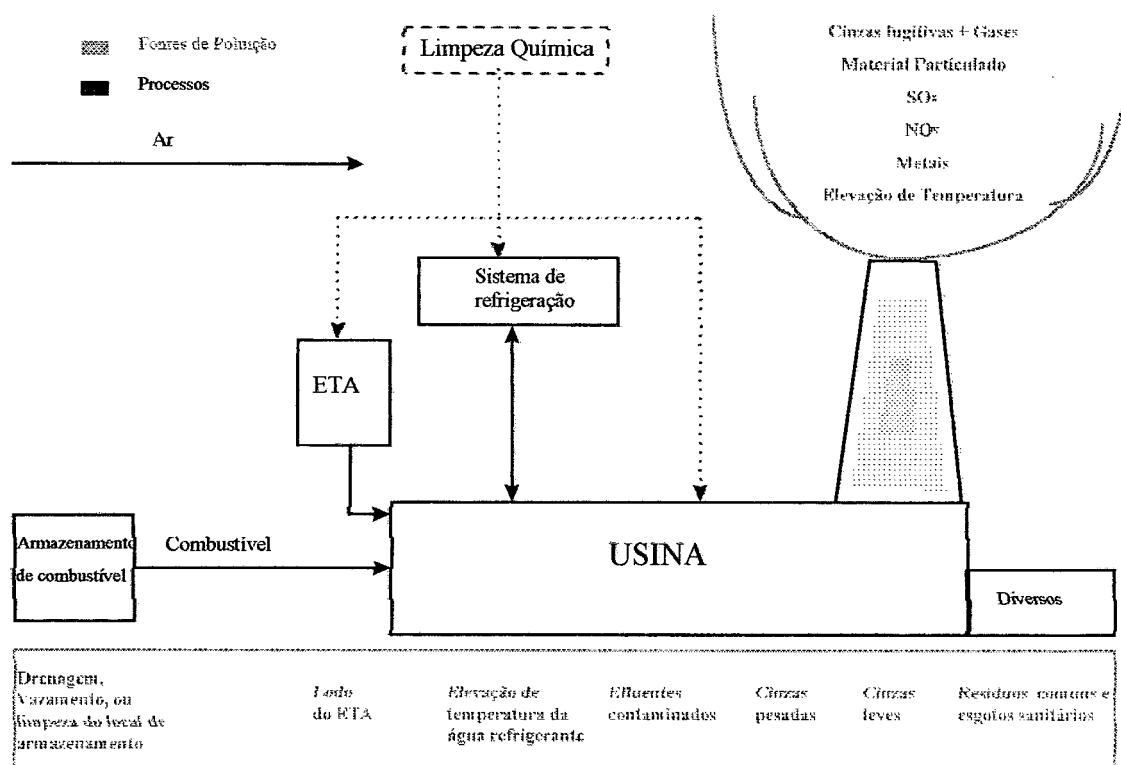 Fontes de Poluição
Processos
Ar
Limpeza Química
Cinzas fugitivas + Gases
Material Particulado
SOx
NOx
Metais
Elevação de Temperatura
Sistema de
refrigeração
ETA
Armazenamento
de combustível
Combustivel
USINA
Diversos
Drenagem,
Vazamento, ou
limpeza do local de
armazenamento
Lodo
do ETA
Elevação de
temperatura da
água refrigerante
Efluentes
contaminados
Cinzas
pesadas
Cinzas
leves
Resíduos comuns e
esgotos sanitários